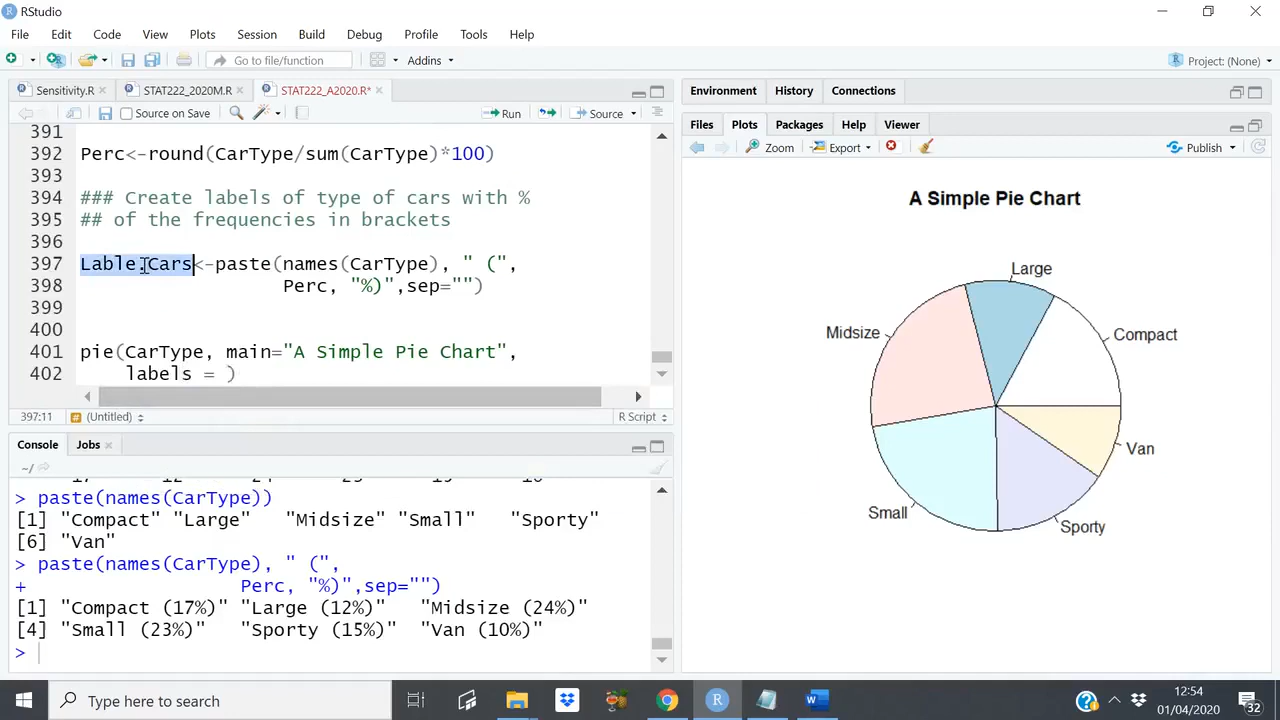 RStudio
File Edit Code View Plots Session Build Debug Profile Tools Help
Go to file/function Addins Project: (None)
Sensitivity.R STAT222_2020M.R STAT222_A2020.R*
Source on Save Run Source
391
392 Perc<-round(CarType/sum(CarType)*100)
393
394 ### Create labels of type of cars with %
395 ## of the frequencies in brackets
396
397 Lable.Cars<-paste(names(CarType), " (",
398 Perc, "%)",sep="")
399
400
401 pie(CarType, main="A Simple Pie Chart",
402 labels = )
397:11 (Untitled) R Script
Console Jobs
~/
> paste(names(CarType))
[1] "Compact" "Large" "Midsize" "Small" "Sporty"
[6] "Van"
> paste(names(CarType), " (",
+ Perc, "%)",sep="")
[1] "Compact (17%)" "Large (12%)" "Midsize (24%)"
[4] "Small (23%)" "Sporty (15%)" "Van (10%)"
>
Environment History Connections
Files Plots Packages Help Viewer
Zoom Export Publish
A Simple Pie Chart
Large
Midsize
Compact
Van
Small
Sporty
Type here to search
12:54
01/04/2020
32